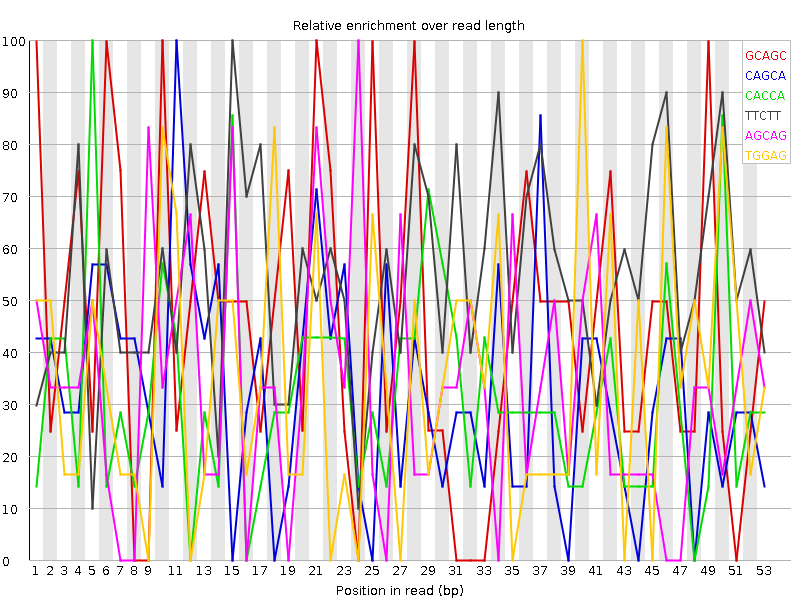 Relative enrichment over read length
100
90
80
70
60
50
40
30
20
10
0
GCAGC
CAGCA
CACCA
TTCTT
AGCAG
TGGAG
1 2 3 4 5 6 7 8 9 11 13 15 17 19 21 23 25 27 29 31 33 35 37 39 41 43 45 47 49 51 53
Position in read (bp)